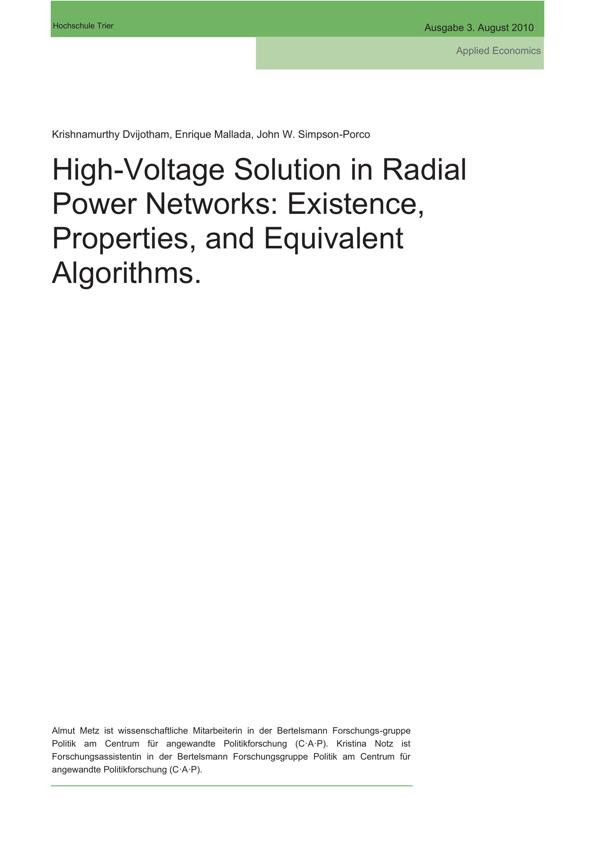 Hochschule Trier
Ausgabe 3. August 2010
Applied Economics
Krishnamurthy Dvijotham, Enrique Mallada, John W. Simpson-Porco
High-Voltage Solution in Radial
Power Networks: Existence,
Properties, and Equivalent
Algorithms.
Almut Metz ist wissenschaftliche Mitarbeiterin in der Bertelsmann Forschungs-gruppe
Politik am Centrum für angewandte Politikforschung (C·A·P). Kristina Notz ist
Forschungsassistentin in der Bertelsmann Forschungsgruppe Politik am Centrum für
angewandte Politikforschung (C·A·P).